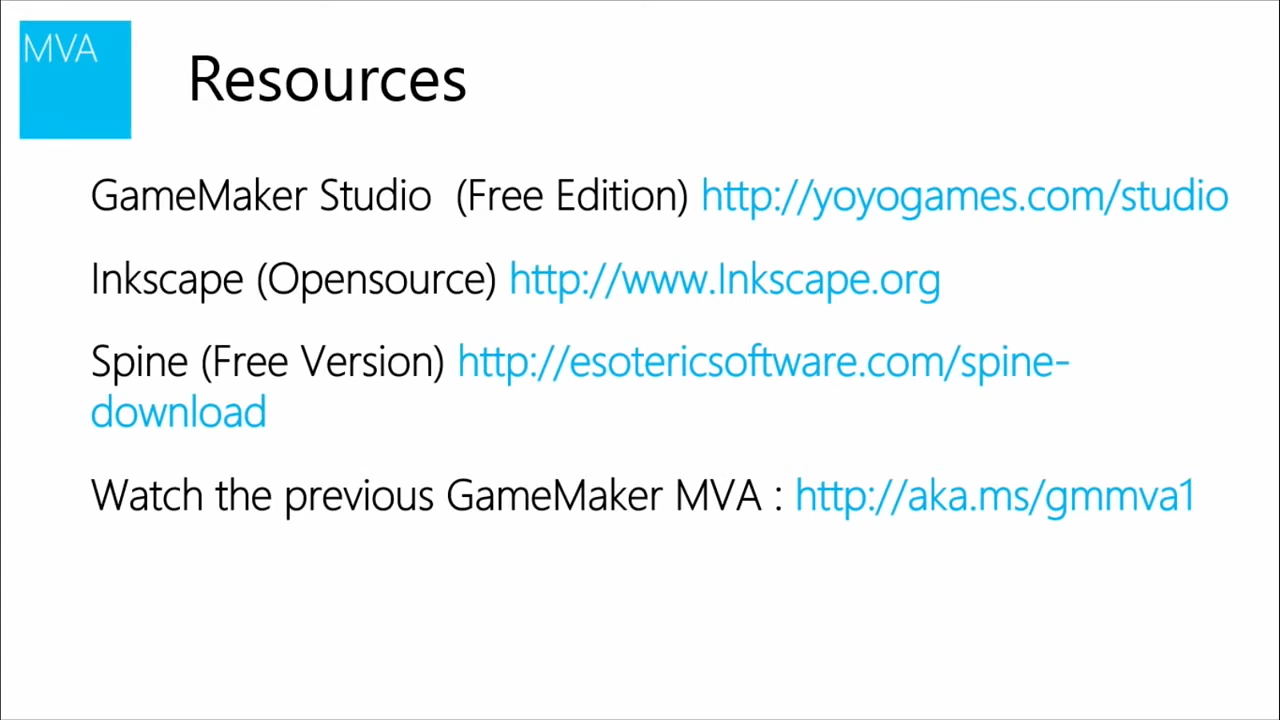 MVA
Resources
GameMaker Studio  (Free Edition) http://yoyogames.com/studio
Inkscape (Opensource) http://www.Inkscape.org
Spine (Free Version) http://esotericsoftware.com/spine-
download
Watch the previous GameMaker MVA : http://aka.ms/gmmva1